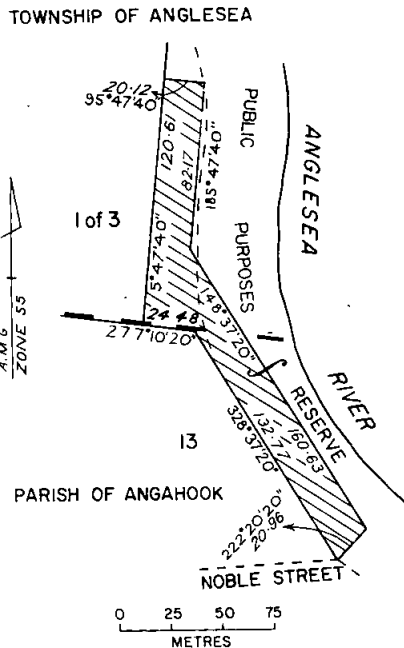 TOWNSHIP OF ANGLESEA
20·12
95°47'40"
120·61
82·17
185°47'40"
PUBLIC
PURPOSES
RESERVE
ANGLESEA
RIVER
1 of 3
5°47'40"
A.M.G
ZONE 55
24·48
277°10'20"
148°37'20"
13
328°37'20"
132·77
160·63
PARISH OF ANGAHOOK
222°20'20"
20·96
NOBLE STREET
0 25 50 75
METRES